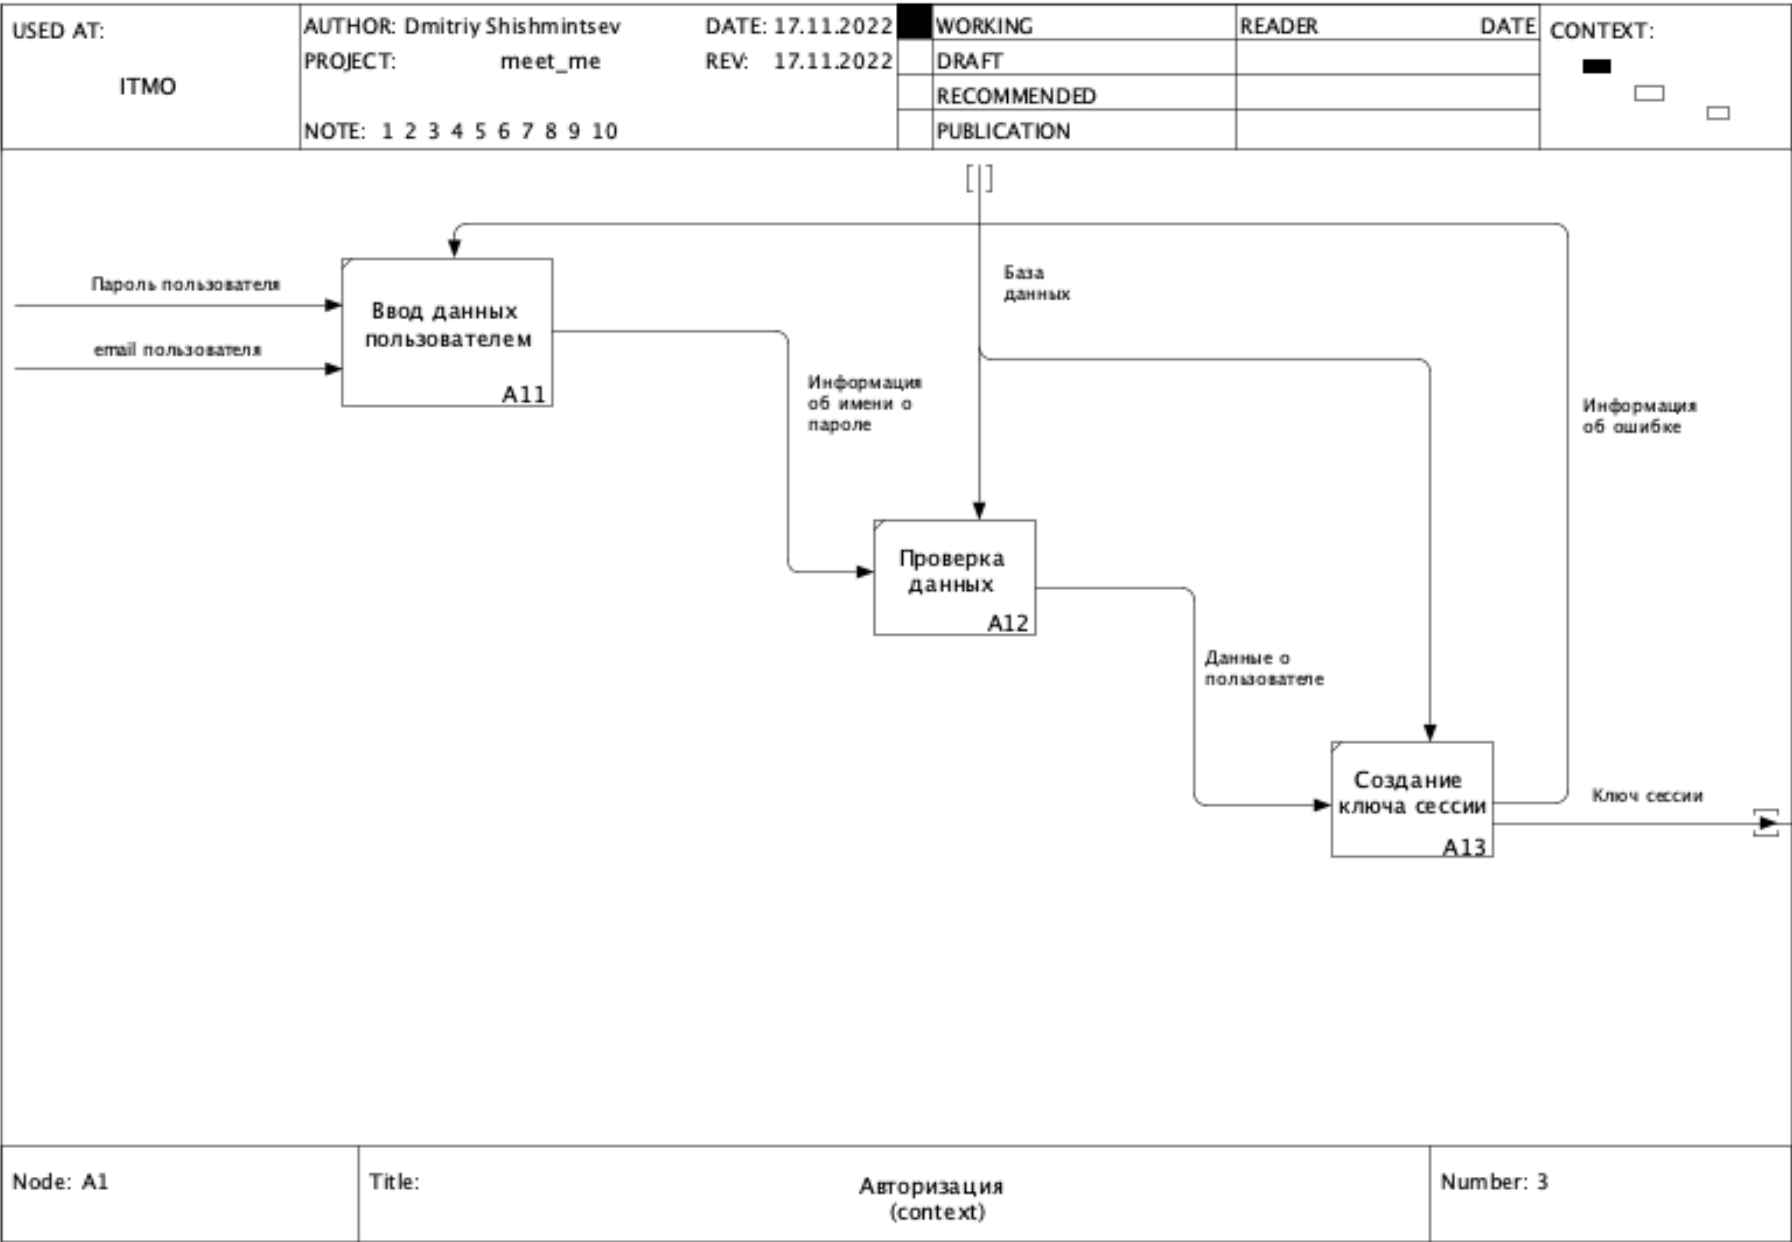 USED AT:
ITMO
AUTHOR: Dmitriy Shishmintsev
DATE: 17.11.2022
PROJECT: meet_me
REV: 17.11.2022
NOTE: 1 2 3 4 5 6 7 8 9 10
WORKING
DRAFT
RECOMMENDED
PUBLICATION
READER DATE
CONTEXT:
Пароль пользователя
email пользователя
Ввод данных
пользователем
A11
Информация
об имени о
пароле
База
данных
Информация
об ошибке
Проверка
данных
A12
Данные о
пользователе
Создание
ключа сессии
A13
Ключ сессии
Node: A1
Title:
Авторизация
(context)
Number: 3